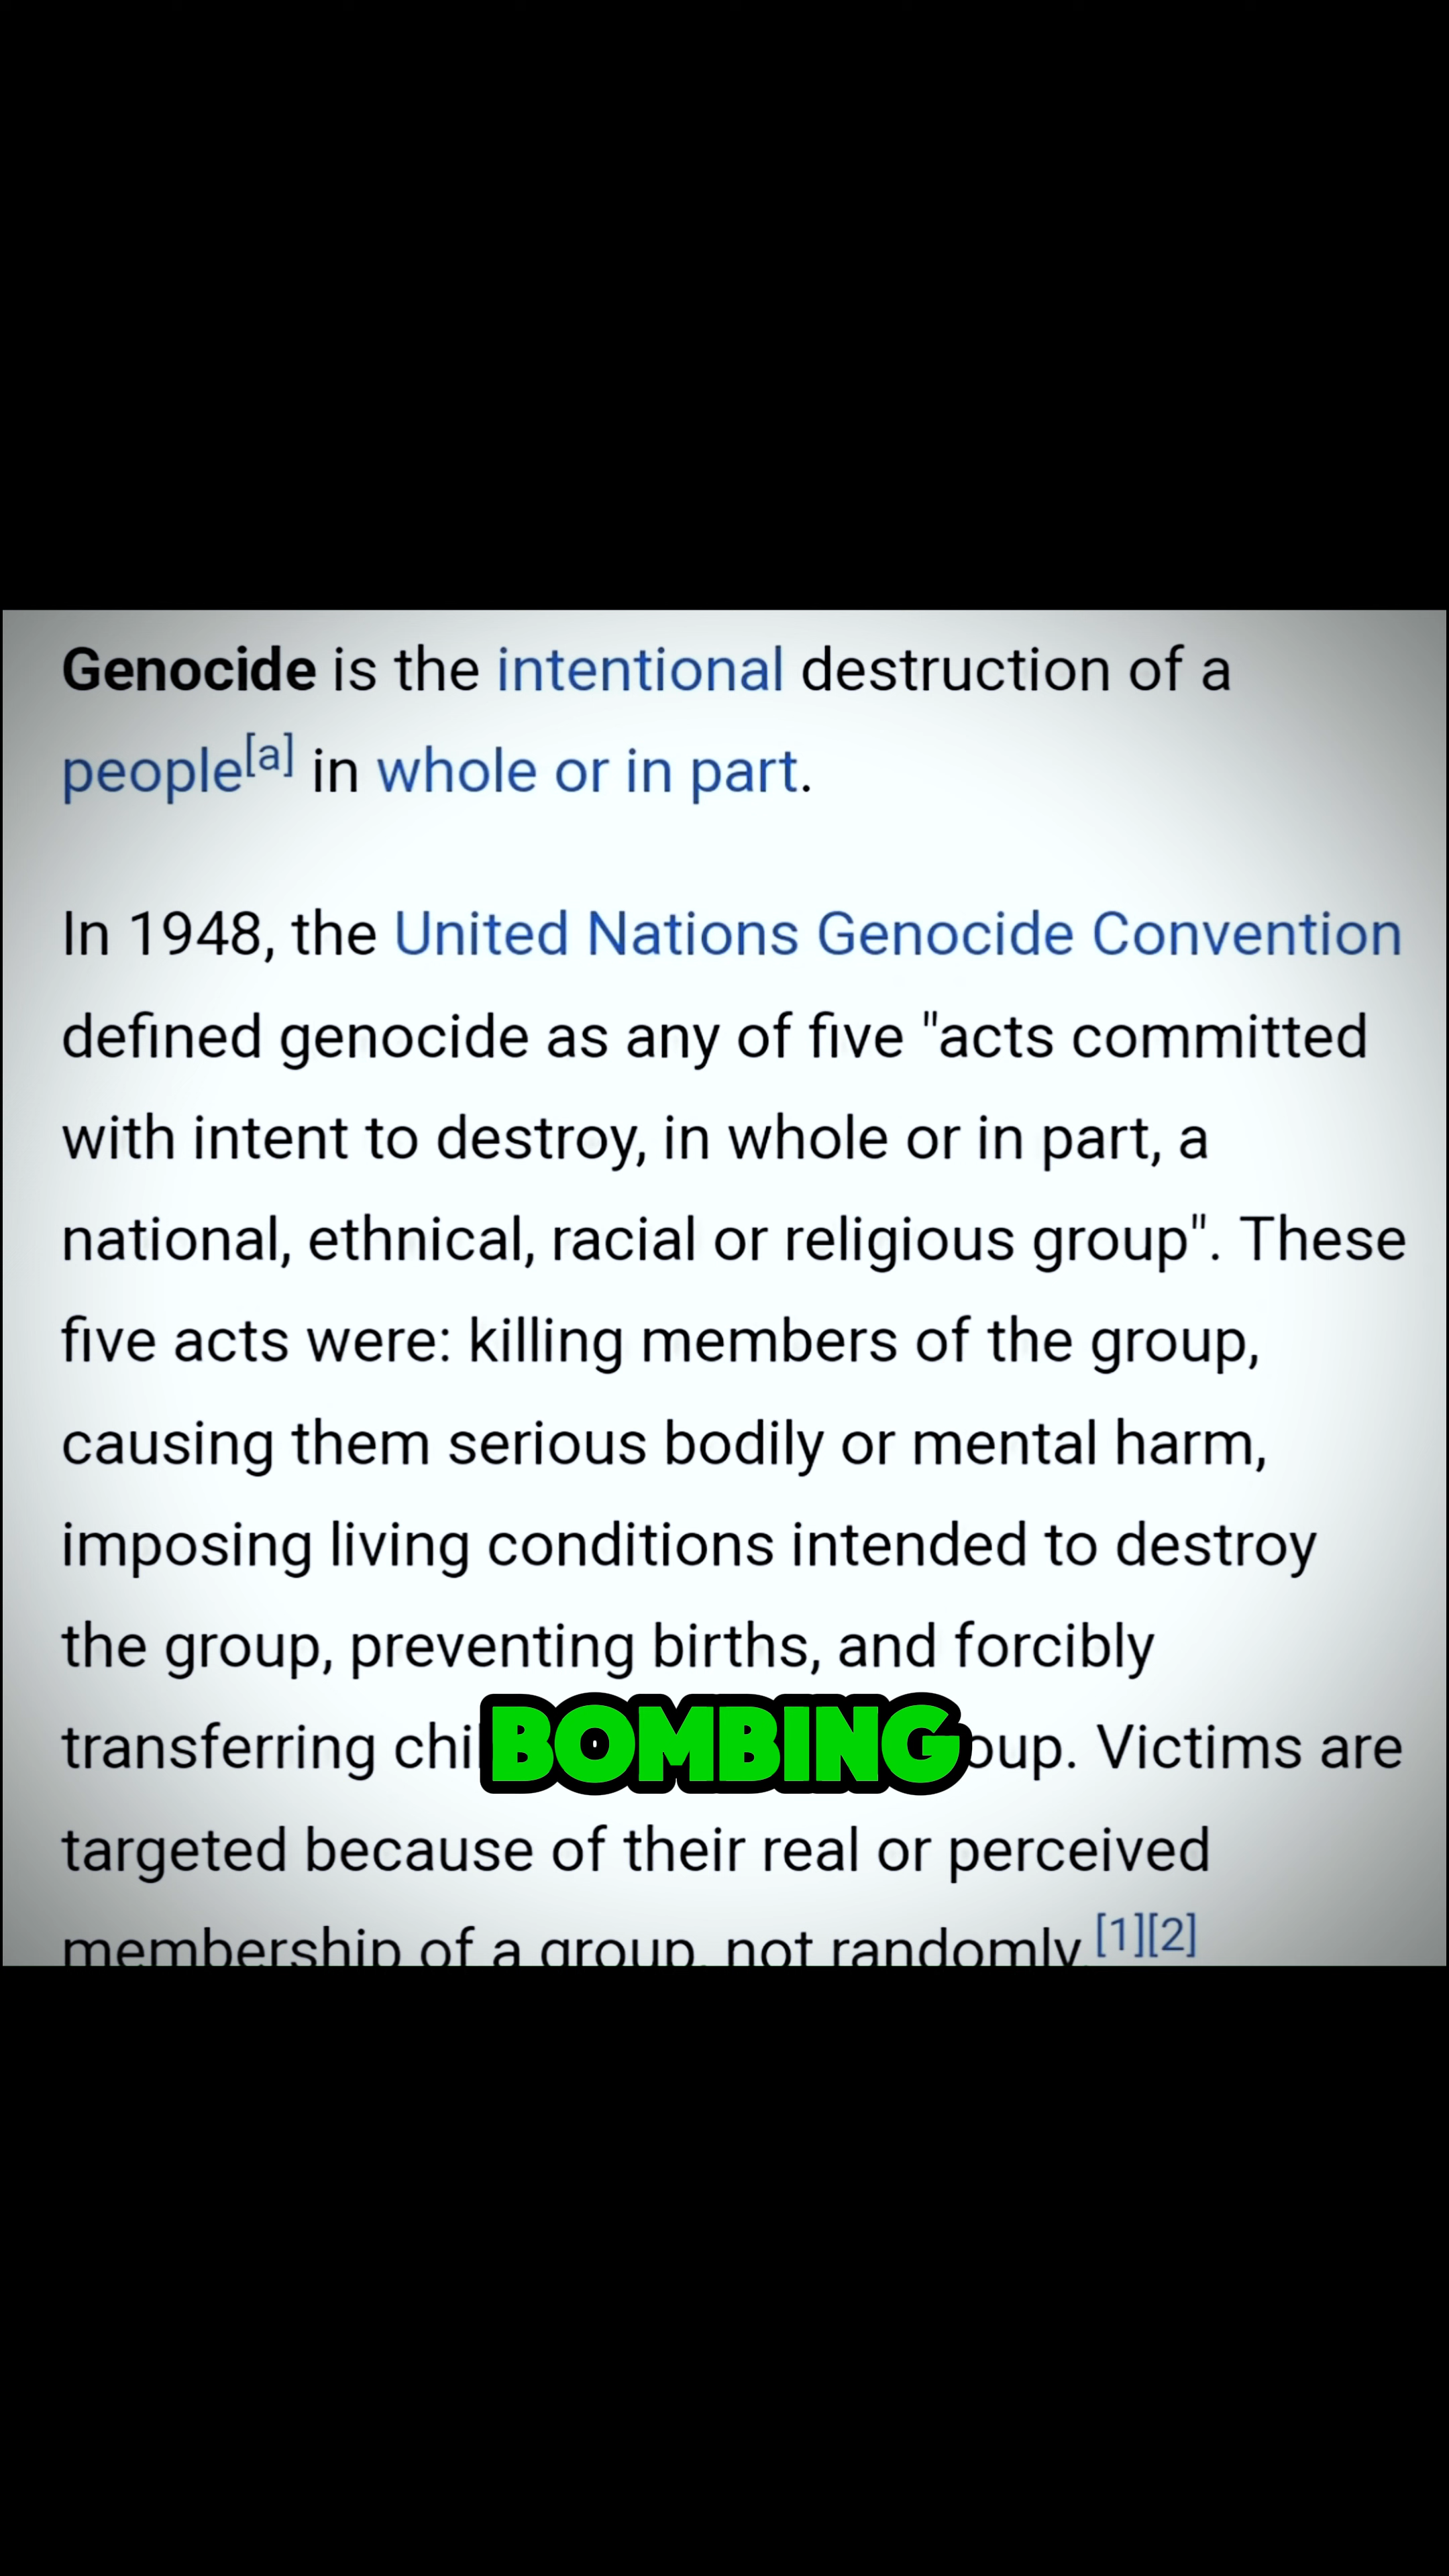 Genocide is the intentional destruction of a
people[a] in whole or in part.
In 1948, the United Nations Genocide Convention
defined genocide as any of five "acts committed
with intent to destroy, in whole or in part, a
national, ethnical, racial or religious group". These
five acts were: killing members of the group,
causing them serious bodily or mental harm,
imposing living conditions intended to destroy
the group, preventing births, and forcibly
transferring chil BOMBING oup. Victims are
targeted because of their real or perceived
membership of a group, not randomly.[1][2]